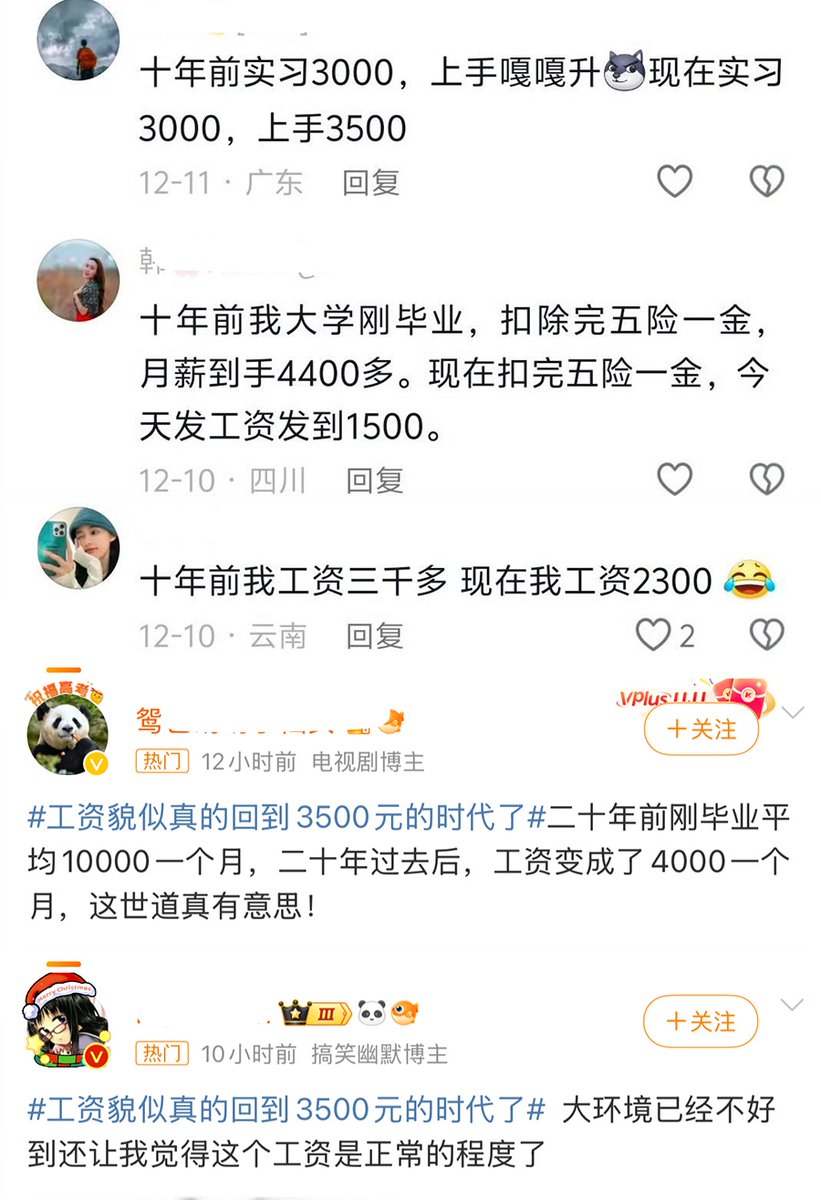 十年前实习3000，上手嘎嘎升现在实习
3000，上手3500
12-11 · 广东 回复
韩
十年前我大学刚毕业，扣除完五险一金，
月薪到手4400多。现在扣完五险一金，今
天发工资发到1500。
12-10 · 四川 回复
十年前我工资三千多 现在我工资2300 😂
12-10 · 云南 回复 2
祝福高考
鸳
VPlus
+关注
热门 12小时前 电视剧博主
#工资貌似真的回到3500元的时代了#二十年前刚毕业平
均10000一个月，二十年过去后，工资变成了4000一个
月，这世道真有意思！
Merry Christmas
III
+关注
热门 10小时前 搞笑幽默博主
#工资貌似真的回到3500元的时代了# 大环境已经不好
到还让我觉得这个工资是正常的程度了